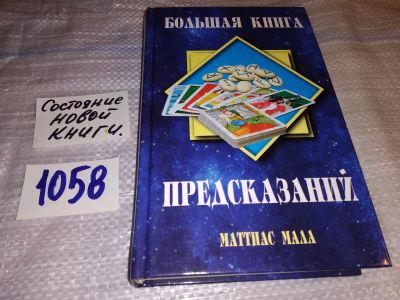 БОЛЬШАЯ КНИГА
ПРЕДСКАЗАНИЙ
МАТТИАС МАЛА
Состояние
НОВОЙ
КНИГИ.
1058